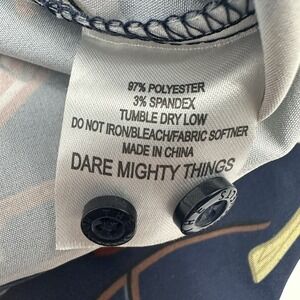 97% POLYESTER
3% SPANDEX
TUMBLE DRY LOW
DO NOT IRON/BLEACH/FABRIC SOFTNER
MADE IN CHINA
DARE MIGHTY THINGS